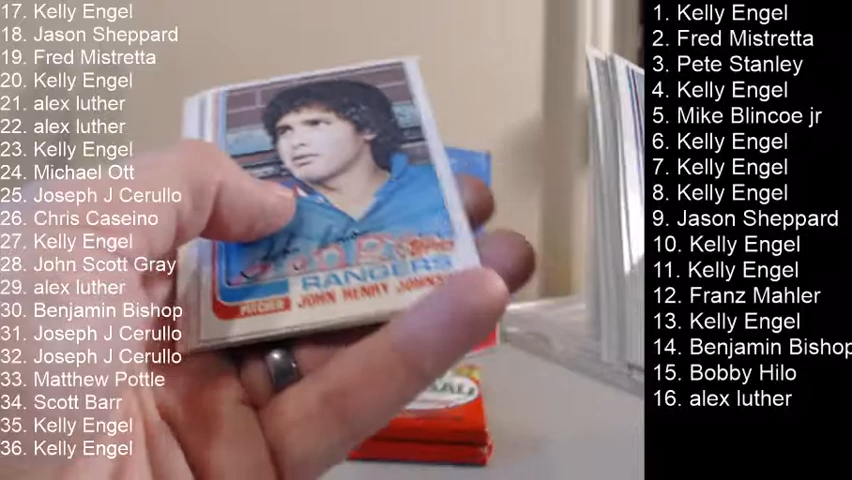 17. Kelly Engel
18. Jason Sheppard
19. Fred Mistretta
20. Kelly Engel
21. alex luther
22. alex luther
23. Kelly Engel
24. Michael Ott
25. Joseph J Cerullo
26. Chris Caseino
27. Kelly Engel
28. John Scott Gray
29. alex luther
30. Benjamin Bishop
31. Joseph J Cerullo
32. Joseph J Cerullo
33. Matthew Pottle
34. Scott Barr
35. Kelly Engel
36. Kelly Engel
RANGERS
PITCHER JOHN HENRY
1. Kelly Engel
2. Fred Mistretta
3. Pete Stanley
4. Kelly Engel
5. Mike Blincoe jr
6. Kelly Engel
7. Kelly Engel
8. Kelly Engel
9. Jason Sheppard
10. Kelly Engel
11. Kelly Engel
12. Franz Mahler
13. Kelly Engel
14. Benjamin Bishop
15. Bobby Hilo
16. alex luther